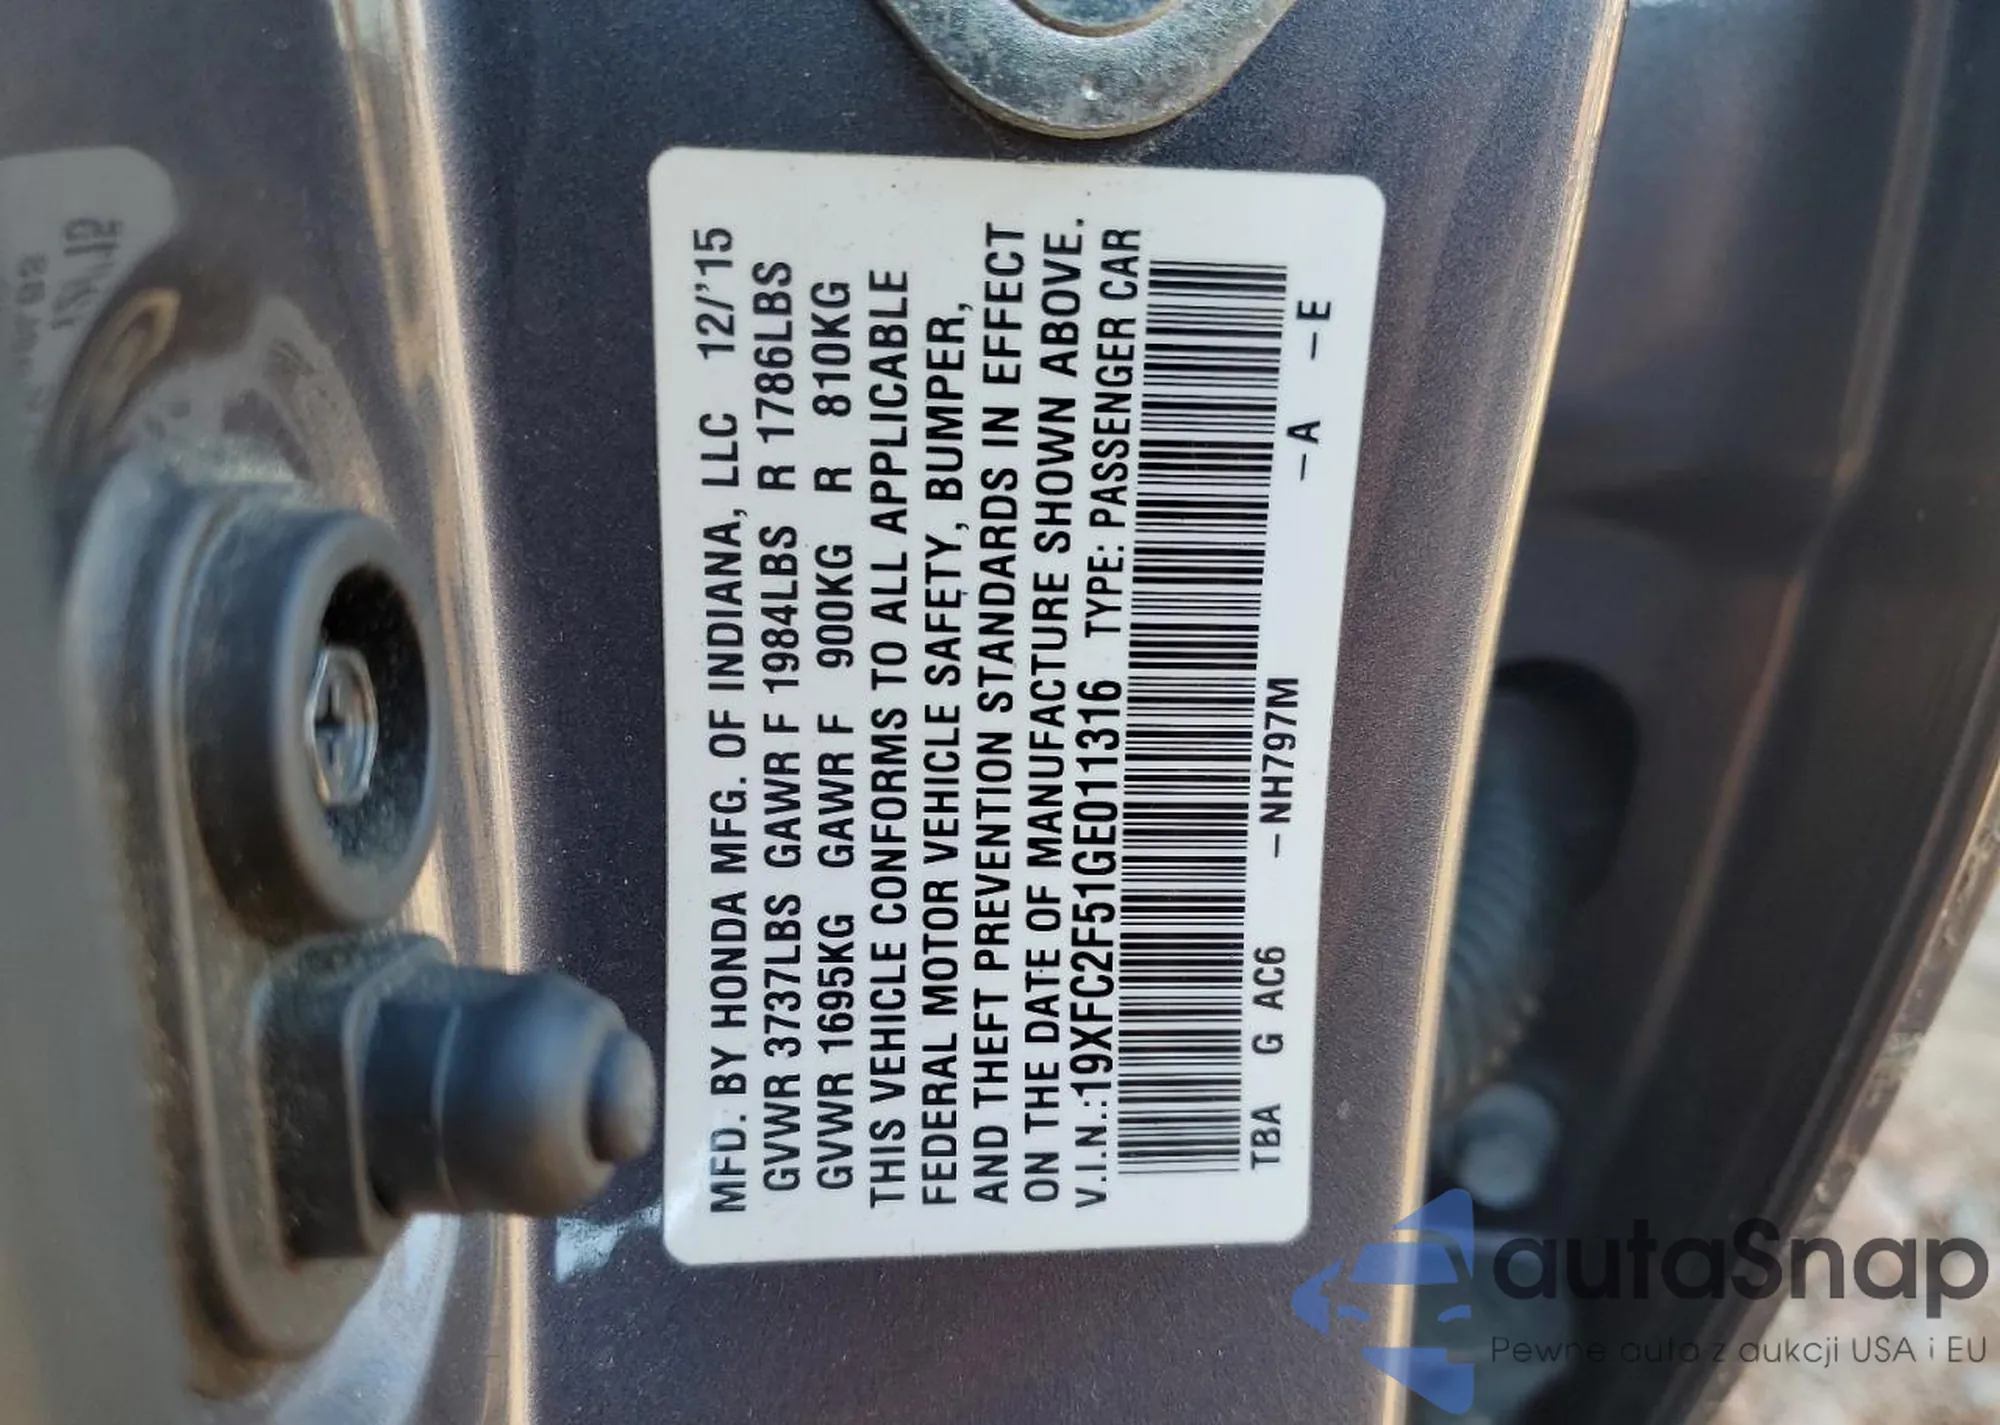 MFD. BY HONDA MFG. OF INDIANA, LLC 12/'15
GVWR 3737LBS GAWR F 1984LBS R 1786LBS
GVWR 1695KG GAWR F 900KG R 810KG
THIS VEHICLE CONFORMS TO ALL APPLICABLE
FEDERAL MOTOR VEHICLE SAFETY, BUMPER,
AND THEFT PREVENTION STANDARDS IN EFFECT
ON THE DATE OF MANUFACTURE SHOWN ABOVE.
V.I.N.:19XFC2F51GE011316 TYPE: PASSENGER CAR
TBA G AC6 -NH797M -A -E
autoSnap
Pewne auta z aukcji USA i EU